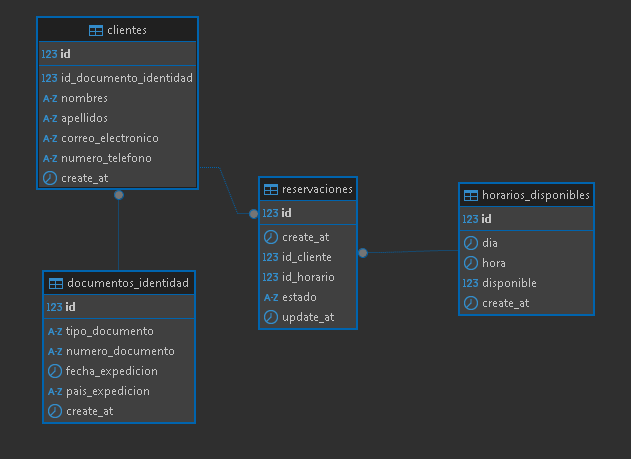 clientes
123 id
123 id_documento_identidad
A-Z nombres
A-Z apellidos
A-Z correo_electronico
A-Z numero_telefono
create_at
documentos_identidad
123 id
A-Z tipo_documento
A-Z numero_documento
fecha_expedicion
A-Z pais_expedicion
create_at
reservaciones
123 id
create_at
123 id_cliente
123 id_horario
A-Z estado
update_at
horarios_disponibles
123 id
dia
hora
123 disponible
create_at